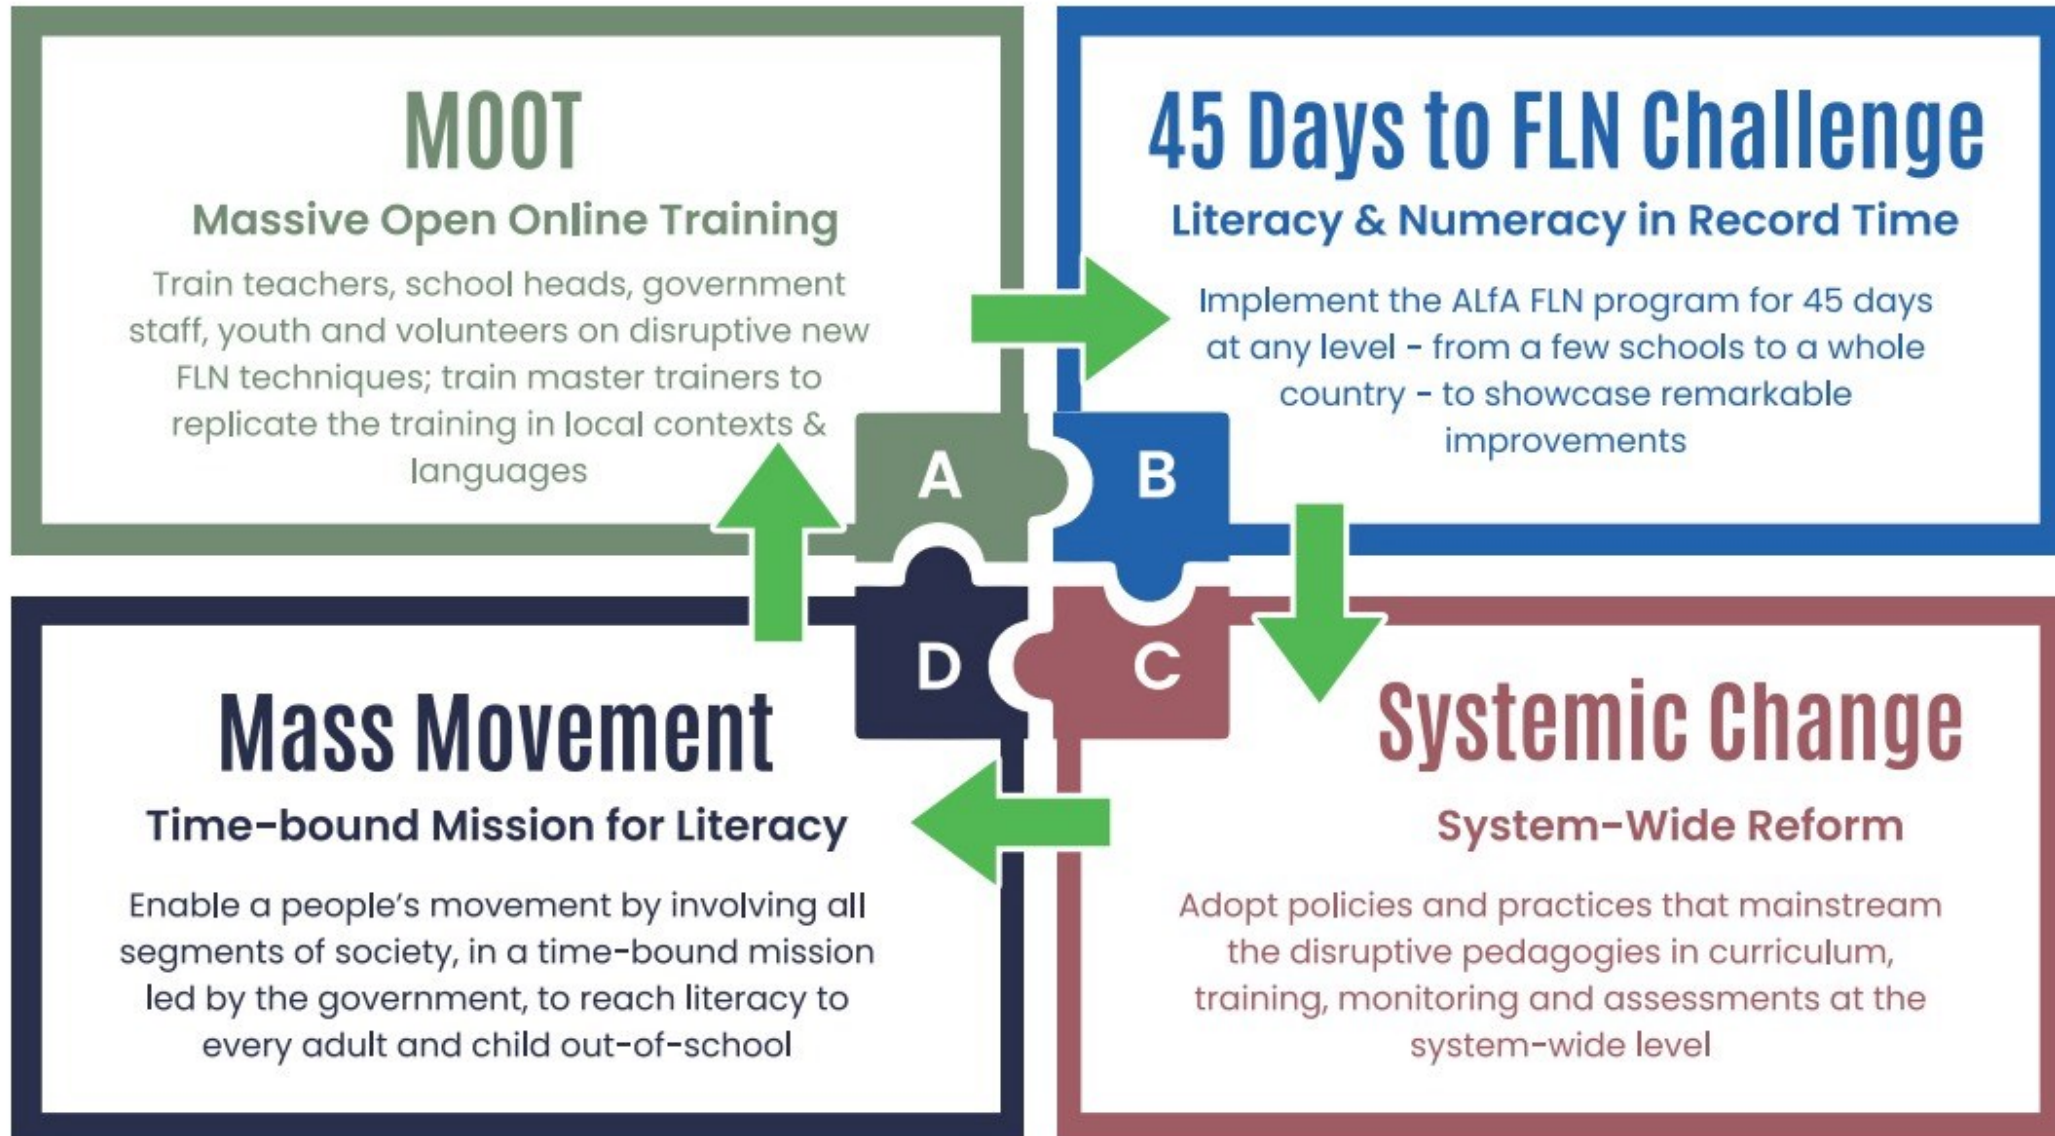 MOOT
Massive Open Online Training
Train teachers, school heads, government
staff, youth and volunteers on disruptive new
FLN techniques; train master trainers to
replicate the training in local contexts &
languages
A
45 Days to FLN Challenge
Literacy & Numeracy in Record Time
Implement the ALfA FLN program for 45 days
at any level - from a few schools to a whole
country - to showcase remarkable
improvements
B
Systemic Change
System-Wide Reform
Adopt policies and practices that mainstream
the disruptive pedagogies in curriculum,
training, monitoring and assessments at the
system-wide level
C
Mass Movement
Time-bound Mission for Literacy
Enable a people's movement by involving all
segments of society, in a time-bound mission
led by the government, to reach literacy to
every adult and child out-of-school
D